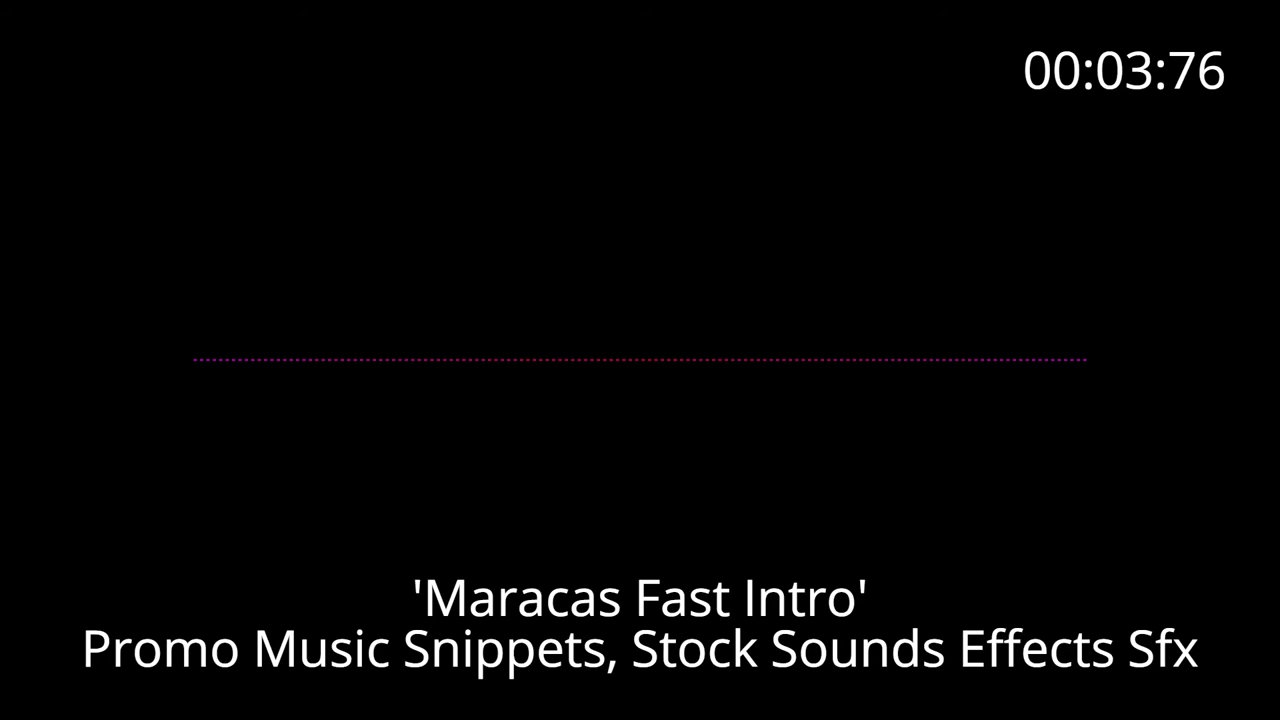 00:03:76
'Maracas Fast Intro'
Promo Music Snippets, Stock Sounds Effects Sfx